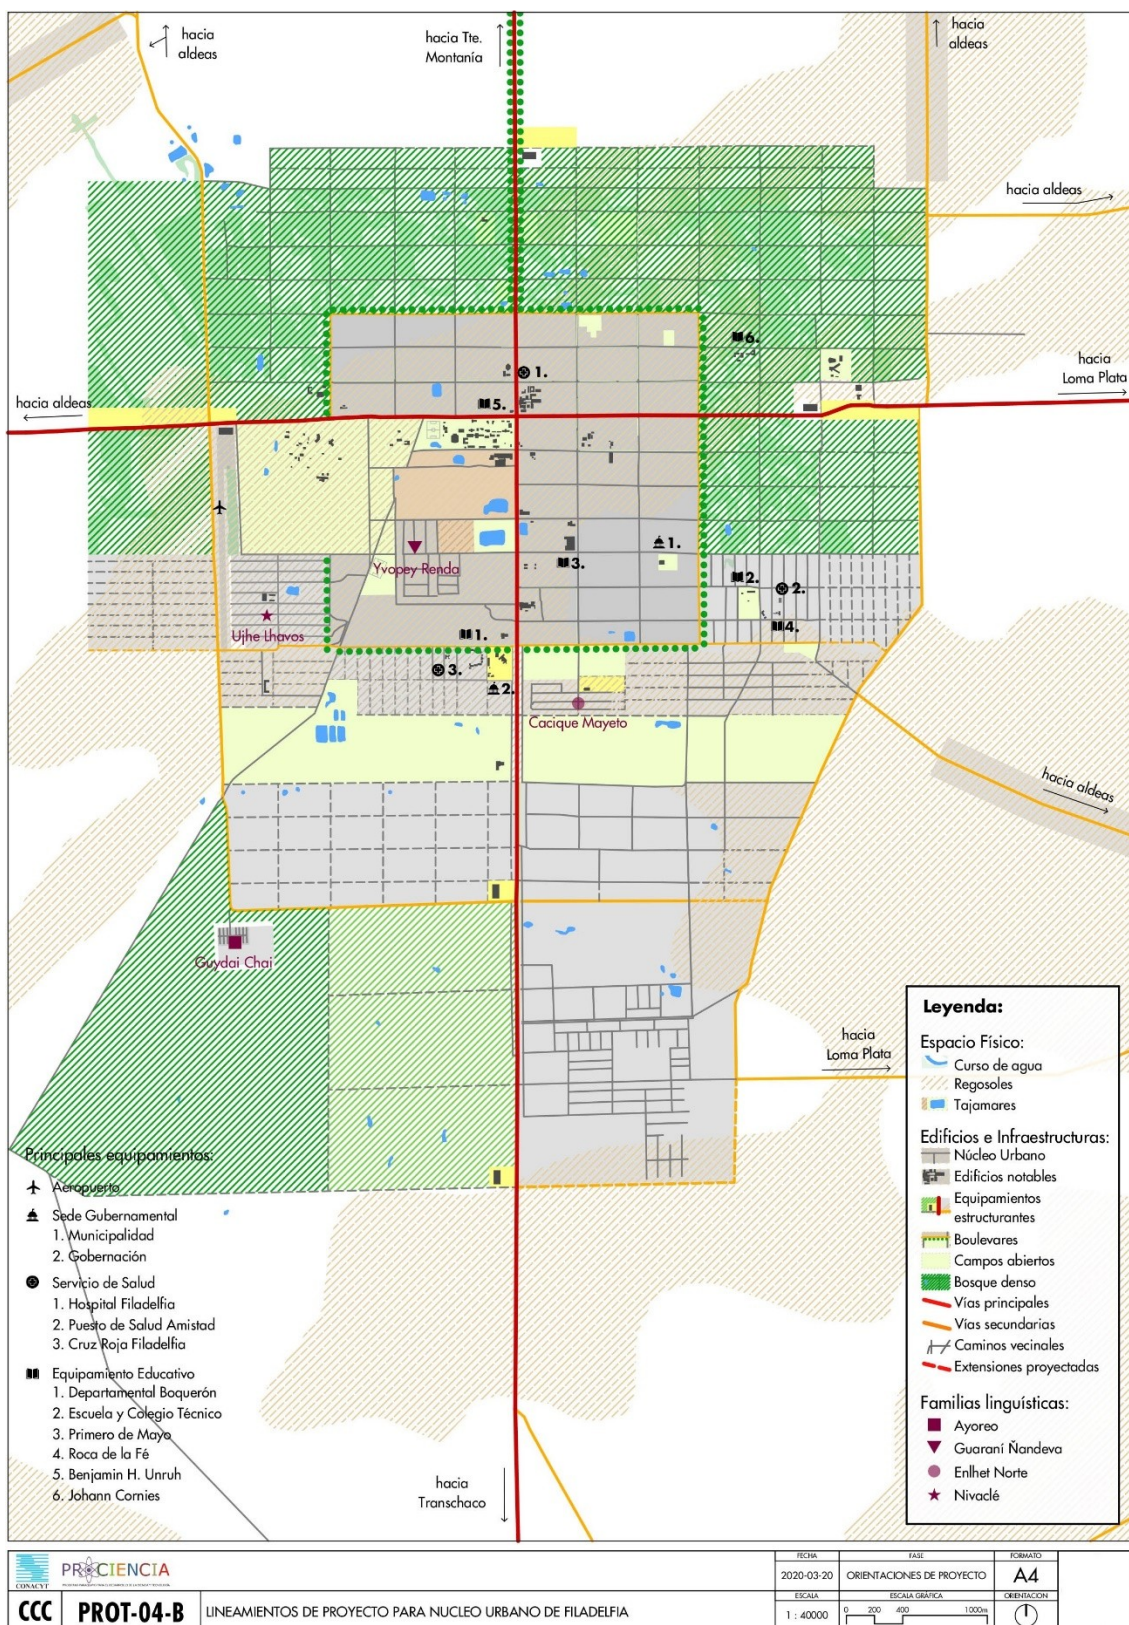 hacia
aldeas
hacia Tte.
Montanía
hacia
aldeas
hacia aldeas
6.
1.
hacia
Loma Plata
5.
hacia aldeas
1.
3.
Yvopey Renda
2.
2.
Ujhe Lhavos
1.
4.
3.
2.
Cacique Mayeto
hacia aldeas
Guydai Chai
hacia
Loma Plata
Leyenda:
Espacio Físico:
Curso de agua
Regosoles
Tajamares
Edificios e Infraestructuras:
Núcleo Urbano
Edificios notables
Equipamientos
estructurantes
Boulevares
Campos abiertos
Bosque denso
Vías principales
Vías secundarias
Caminos vecinales
Extensiones proyectadas
Familias linguísticas:
Ayoreo
Guaraní Ñandeva
Enlhet Norte
Nivaclé
Principales equipamientos:
Aeropuerto
Sede Gubernamental
1. Municipalidad
2. Gobernación
Servicio de Salud
1. Hospital Filadelfia
2. Puesto de Salud Amistad
3. Cruz Roja Filadelfia
Equipamiento Educativo
1. Departamental Boquerón
2. Escuela y Colegio Técnico
3. Primero de Mayo
4. Roca de la Fé
5. Benjamin H. Unruh
6. Johann Cornies
hacia
Transchaco
CONACYT
PROCIENCIA
CCC
PROT-04-B
LINEAMIENTOS DE PROYECTO PARA NUCLEO URBANO DE FILADELFIA
FECHA
2020-03-20
FASE
ORIENTACIONES DE PROYECTO
FORMATO
A4
ESCALA
1 : 40000
ESCALA GRÁFICA
0 200 400 1000m
ORIENTACION